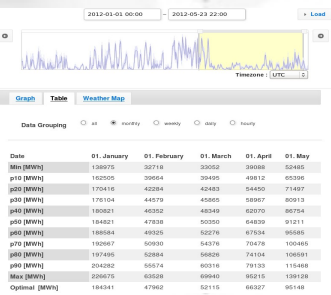 2012-01-01 00:00 – 2012-05-23 22:00 Load
Timezone : UTC
Graph Table Weather Map
Data Grouping all monthly weekly daily hourly
Date 01. January 01. February 01. March 01. April 01. May
Min [MWh] 138975 32718 33052 39088 52485
p10 [MWh] 162505 39664 39495 49812 65396
p20 [MWh] 170416 42284 42483 54450 71497
p30 [MWh] 176104 44579 45865 58967 80913
p40 [MWh] 180821 46352 48349 62070 86754
p50 [MWh] 184821 47838 50350 64839 91211
p60 [MWh] 188584 49325 52276 67534 95585
p70 [MWh] 192667 50930 54376 70478 100465
p80 [MWh] 197495 52884 56826 74104 106591
p90 [MWh] 204282 55574 60316 79133 115468
Max [MWh] 226675 63528 69940 95215 139128
Optimal [MWh] 184341 47962 52115 66327 95148